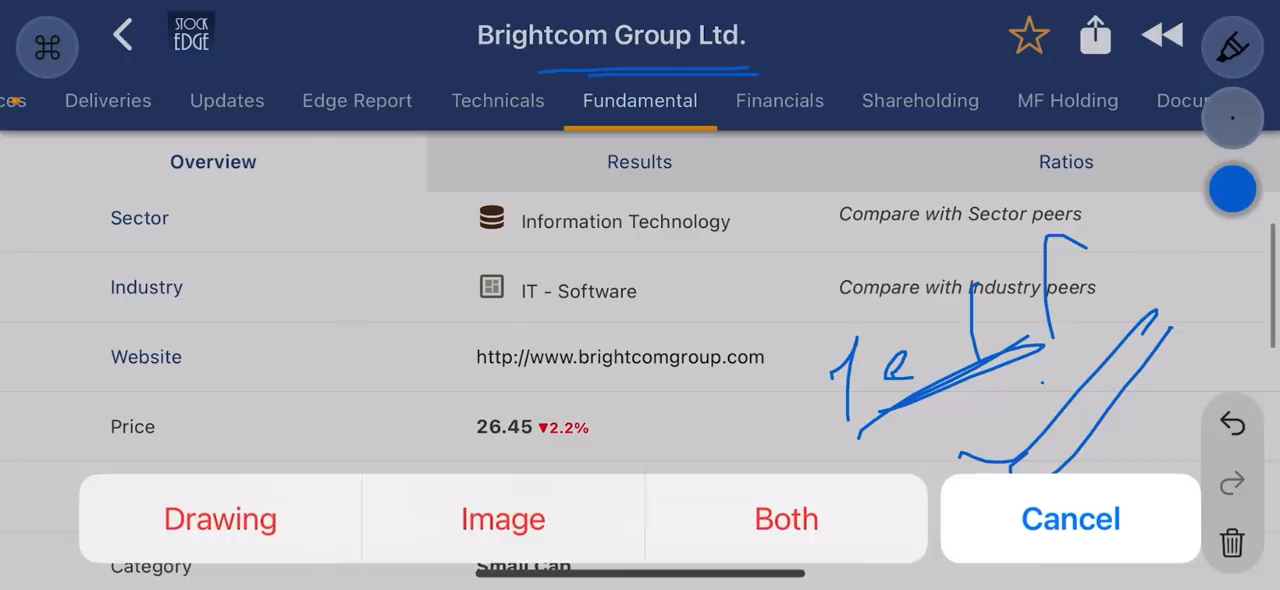 STOCK EDGE
Brightcom Group Ltd.
Deliveries Updates Edge Report Technicals Fundamental Financials Shareholding MF Holding
Overview Results Ratios
Sector Information Technology Compare with Sector peers
Industry IT - Software Compare with Industry peers
Website http://www.brightcomgroup.com
Price 26.45 ▼2.2%
Drawing Image Both Cancel
Category Small Cap